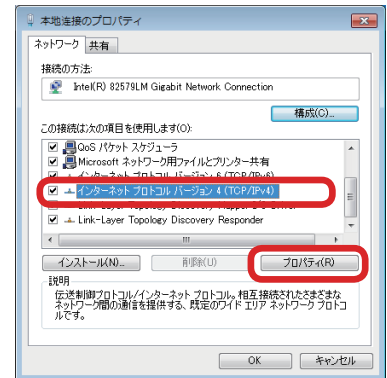 本地连接のプロパティ
ネットワーク 共有
接続の方法:
Intel(R) 82579LM Gigabit Network Connection
構成(C)...
この接続は次の項目を使用します(O):
QoS パケット スケジューラ
Microsoft ネットワーク用ファイルとプリンター共有
インターネット プロトコル バージョン 6 (TCP/IPv6)
インターネット プロトコル バージョン 4 (TCP/IPv4)
Link-Layer Topology Discovery Mapper I/O Driver
Link-Layer Topology Discovery Responder
インストール(N)... 削除(U) プロパティ(R)
説明
伝送制御プロトコル/インターネット プロトコル。相互接続されたさまざまな
ネットワーク間の通信を提供する、既定のワイド エリア ネットワーク プロトコ
ルです。
OK キャンセル